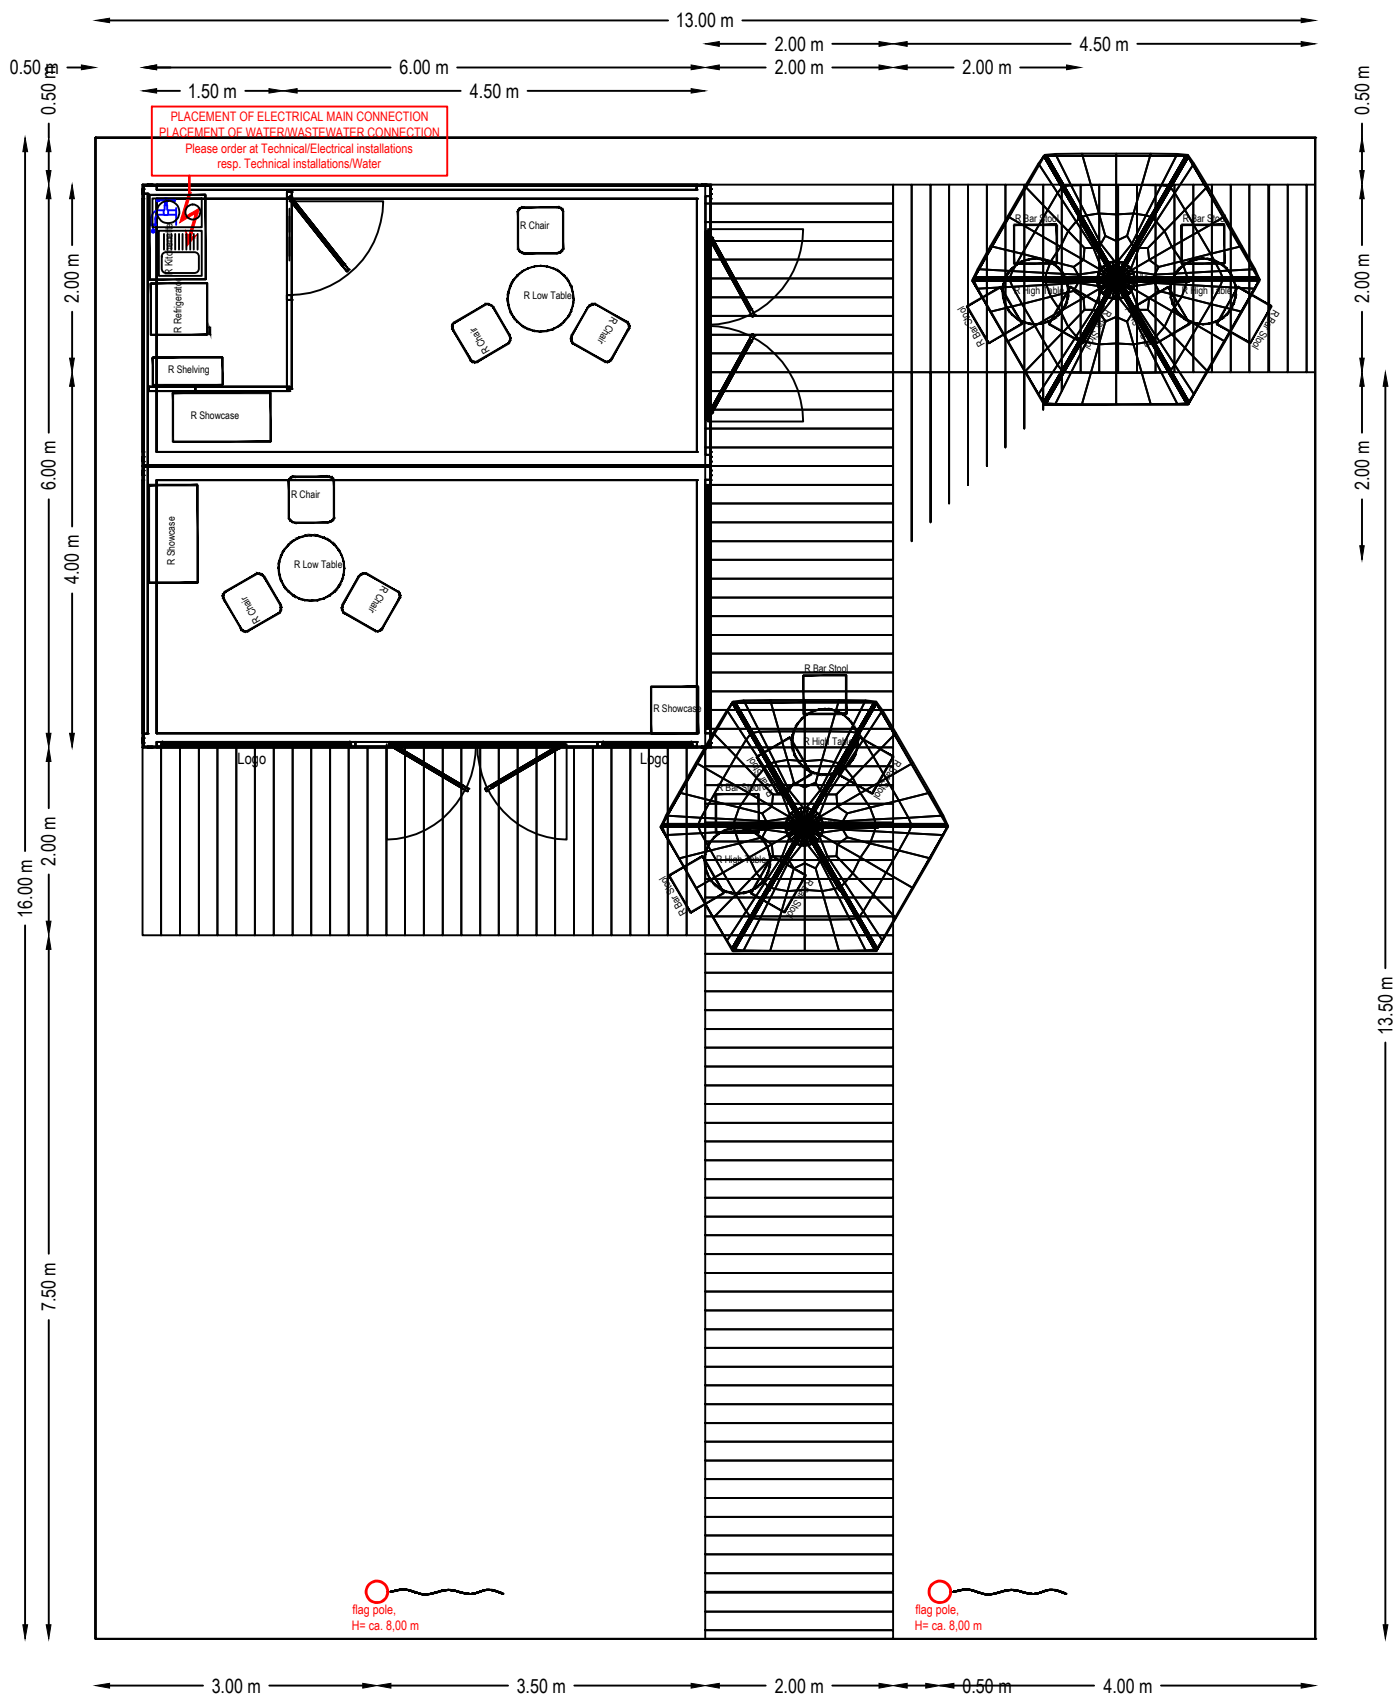 13.00 m
2.00 m
4.50 m
0.50 m
6.00 m
2.00 m
2.00 m
1.50 m
4.50 m
0.50 m
0.50 m
PLACEMENT OF ELECTRICAL MAIN CONNECTION
PLACEMENT OF WATER/WASTEWATER CONNECTION
Please order at Technical/Electrical installations
resp. Technical installations/Water
R Chair
R Bar Stool
R Bar Stool
2.00 m
2.00 m
R Refrigerator
R Low Table
R High Table
R High Table
R Chair
R Chair
R Bar Stool
R Bar Stool
R Shelving
R Showcase
6.00 m
2.00 m
R Chair
R Showcase
4.00 m
R Low Table
R Chair
R Chair
R Bar Stool
R Showcase
R High Table
Logo
Logo
R Bar Stool
R Bar Stool
R Bar Stool
2.00 m
R High Table
R Bar Stool
R Bar Stool
16.00 m
13.50 m
7.50 m
flag pole,
H= ca. 8,00 m
flag pole,
H= ca. 8,00 m
3.00 m
3.50 m
2.00 m
0.50 m
4.00 m